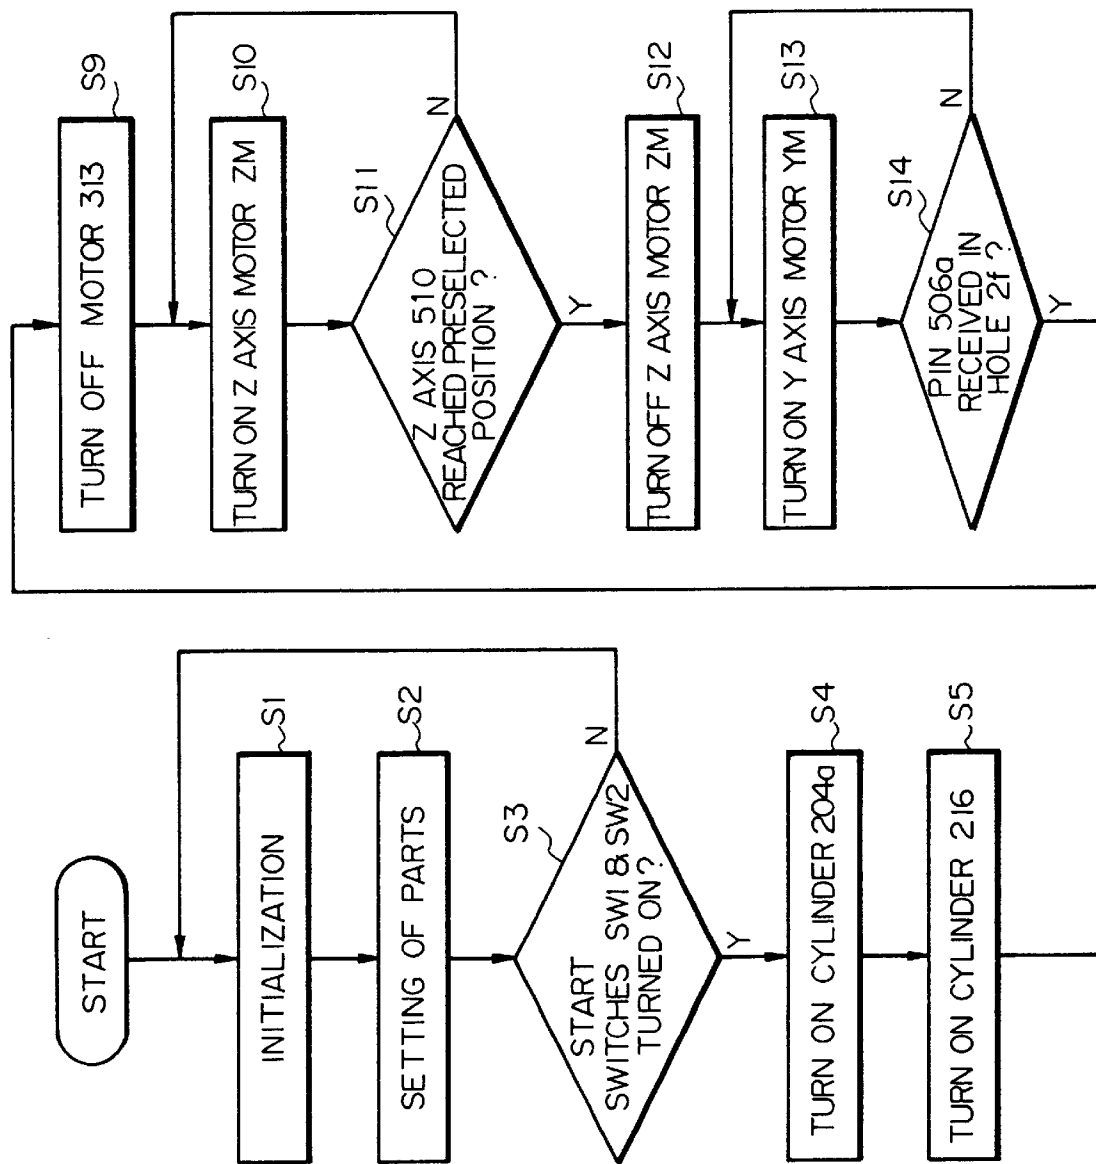 START
S1
INITIALIZATION
S2
SETTING OF PARTS
S3
START
SWITCHES SW1 & SW2
TURNED ON ?
N
Y
S4
TURN ON CYLINDER 204a
S5
TURN ON CYLINDER 216
S9
TURN OFF MOTOR 313
S10
TURN ON Z AXIS MOTOR ZM
S11
Z AXIS 510
REACHED PRESELECTED
POSITION ?
N
Y
S12
TURN OFF Z AXIS MOTOR ZM
S13
TURN ON Y AXIS MOTOR YM
S14
PIN 506a
RECEIVED IN
HOLE 2f ?
N
Y